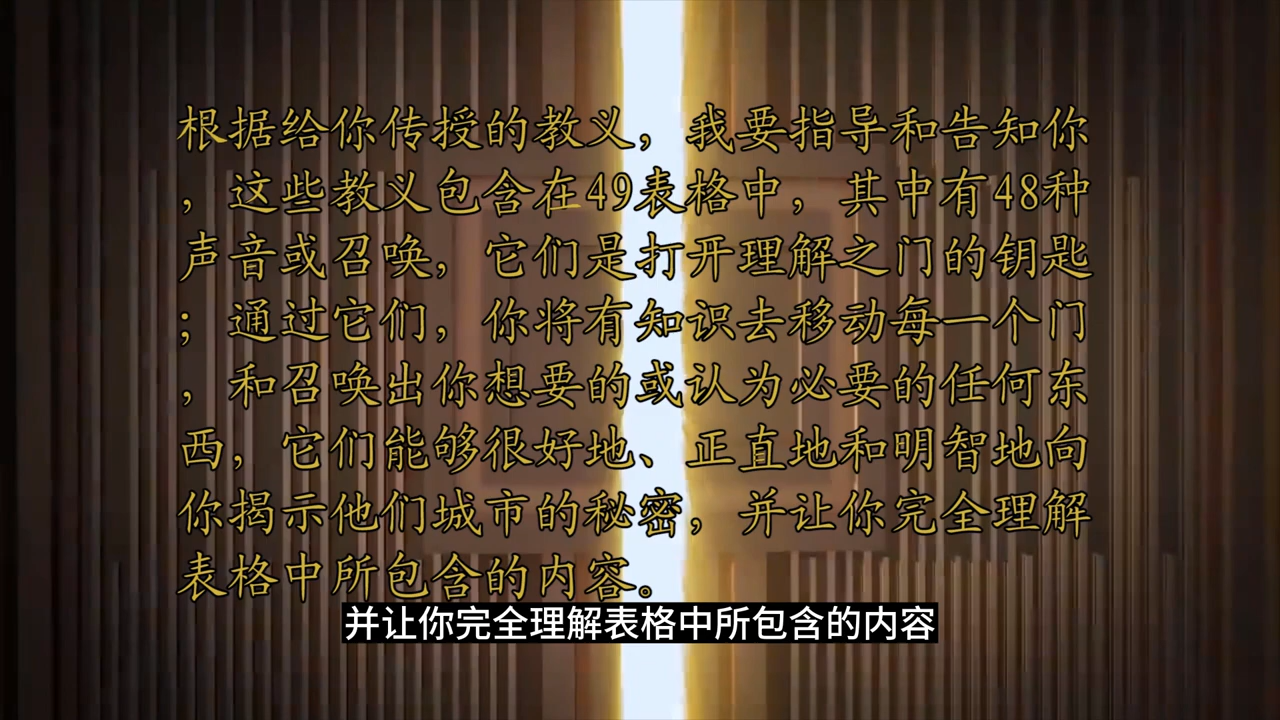 根据给你传授的教义，我要指导和告知你
，这些教义包含在49表格中，其中有48种
声音或召唤，它们是打开理解之门的钥匙
；通过它们，你将有知识去移动每一个门
，和召唤出你想要的或认为必要的任何东
西，它们能够很好地、正直地和明智地向
你揭示他们城市的秘密，并让你完全理解
表格中所包含的内容。
并让你完全理解表格中所包含的内容